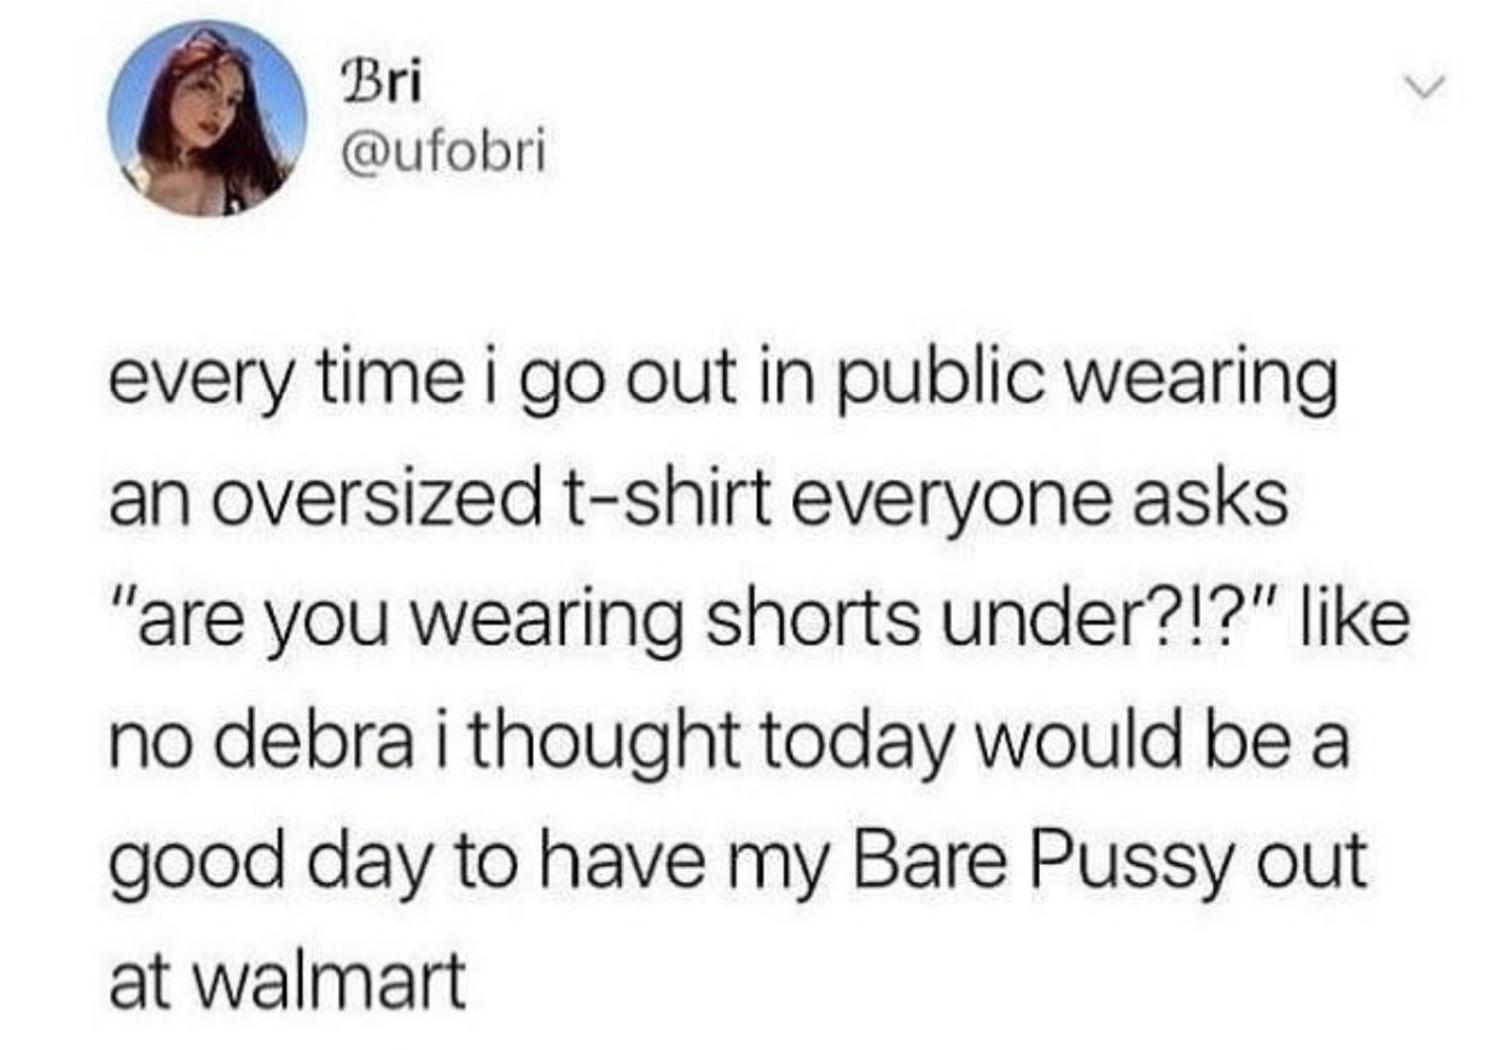 Bri
@ufobri
every time i go out in public wearing
an oversized t-shirt everyone asks
"are you wearing shorts under?!?" like
no debra i thought today would be a
good day to have my Bare Pussy out
at walmart